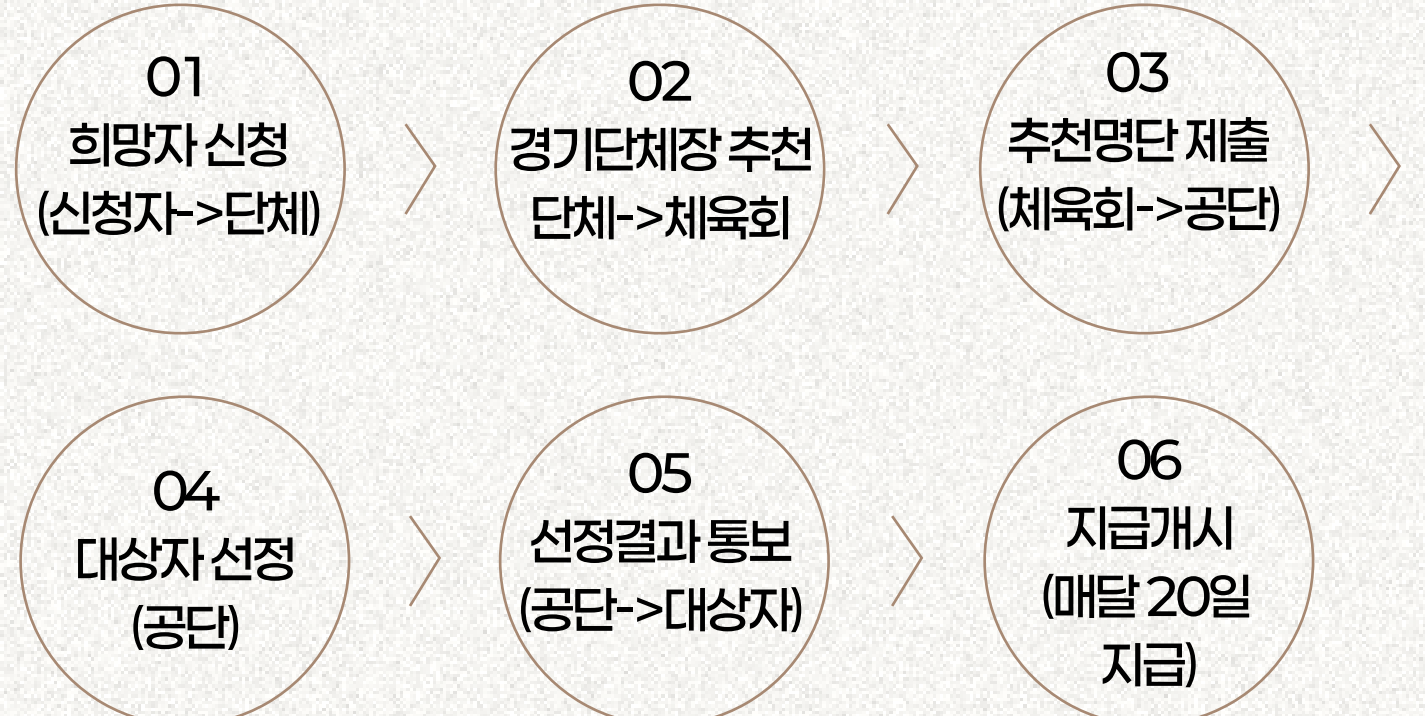 01
희망자 신청
(신청자->단체)
02
경기단체장 추천
단체->체육회
03
추천명단 제출
(체육회->공단)
04
대상자 선정
(공단)
05
선정결과 통보
(공단->대상자)
06
지급개시
(매달 20일
지급)